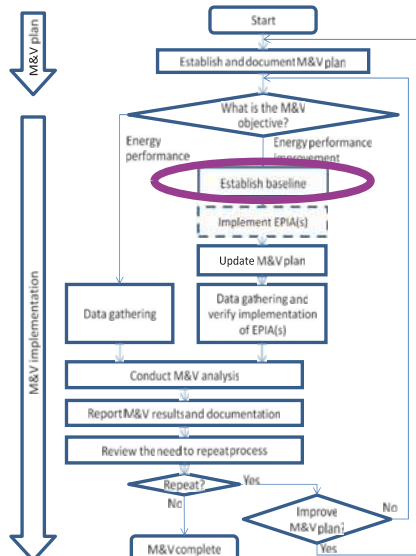 M&V plan
Start
Establish and document M&V plan
What is the M&V
objective?
Energy
performance
Energy performance
improvement
Establish baseline
Implement EPIA(s)
Update M&V plan
Data gathering
Data gathering and
verify implementation
of EPIA(s)
M&V implementation
Conduct M&V analysis
Report M&V results and documentation
Review the need to repeat process
Repeat?
Yes
No
Improve
M&V plan?
No
Yes
M&V complete